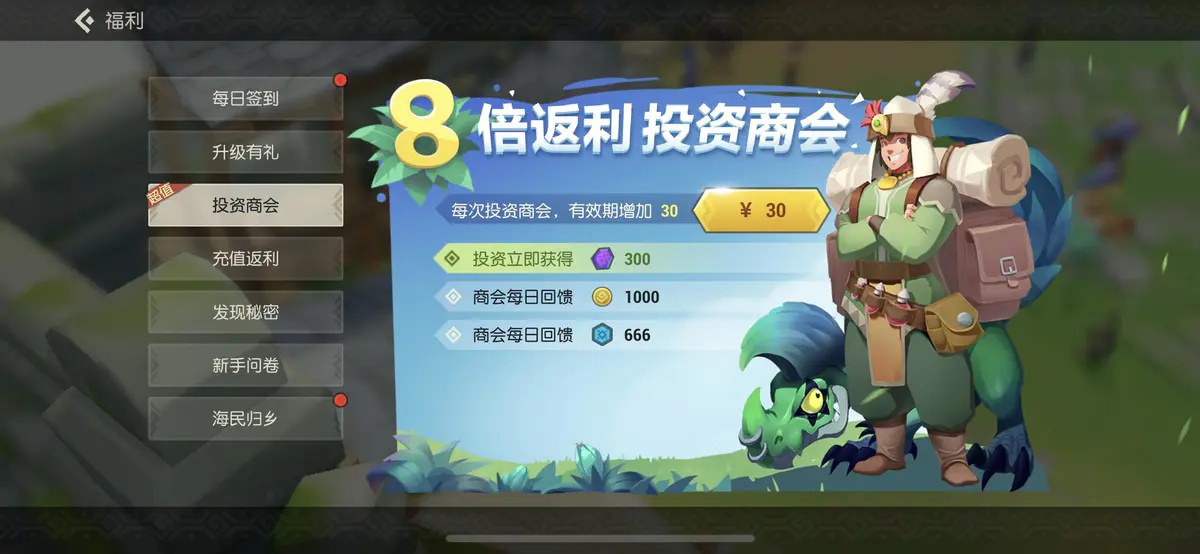 福利
每日签到
升级有礼
超值
投资商会
充值返利
发现秘密
新手问卷
海民归乡
8倍返利 投资商会
每次投资商会，有效期增加 30
¥ 30
投资立即获得 300
商会每日回馈 1000
商会每日回馈 666